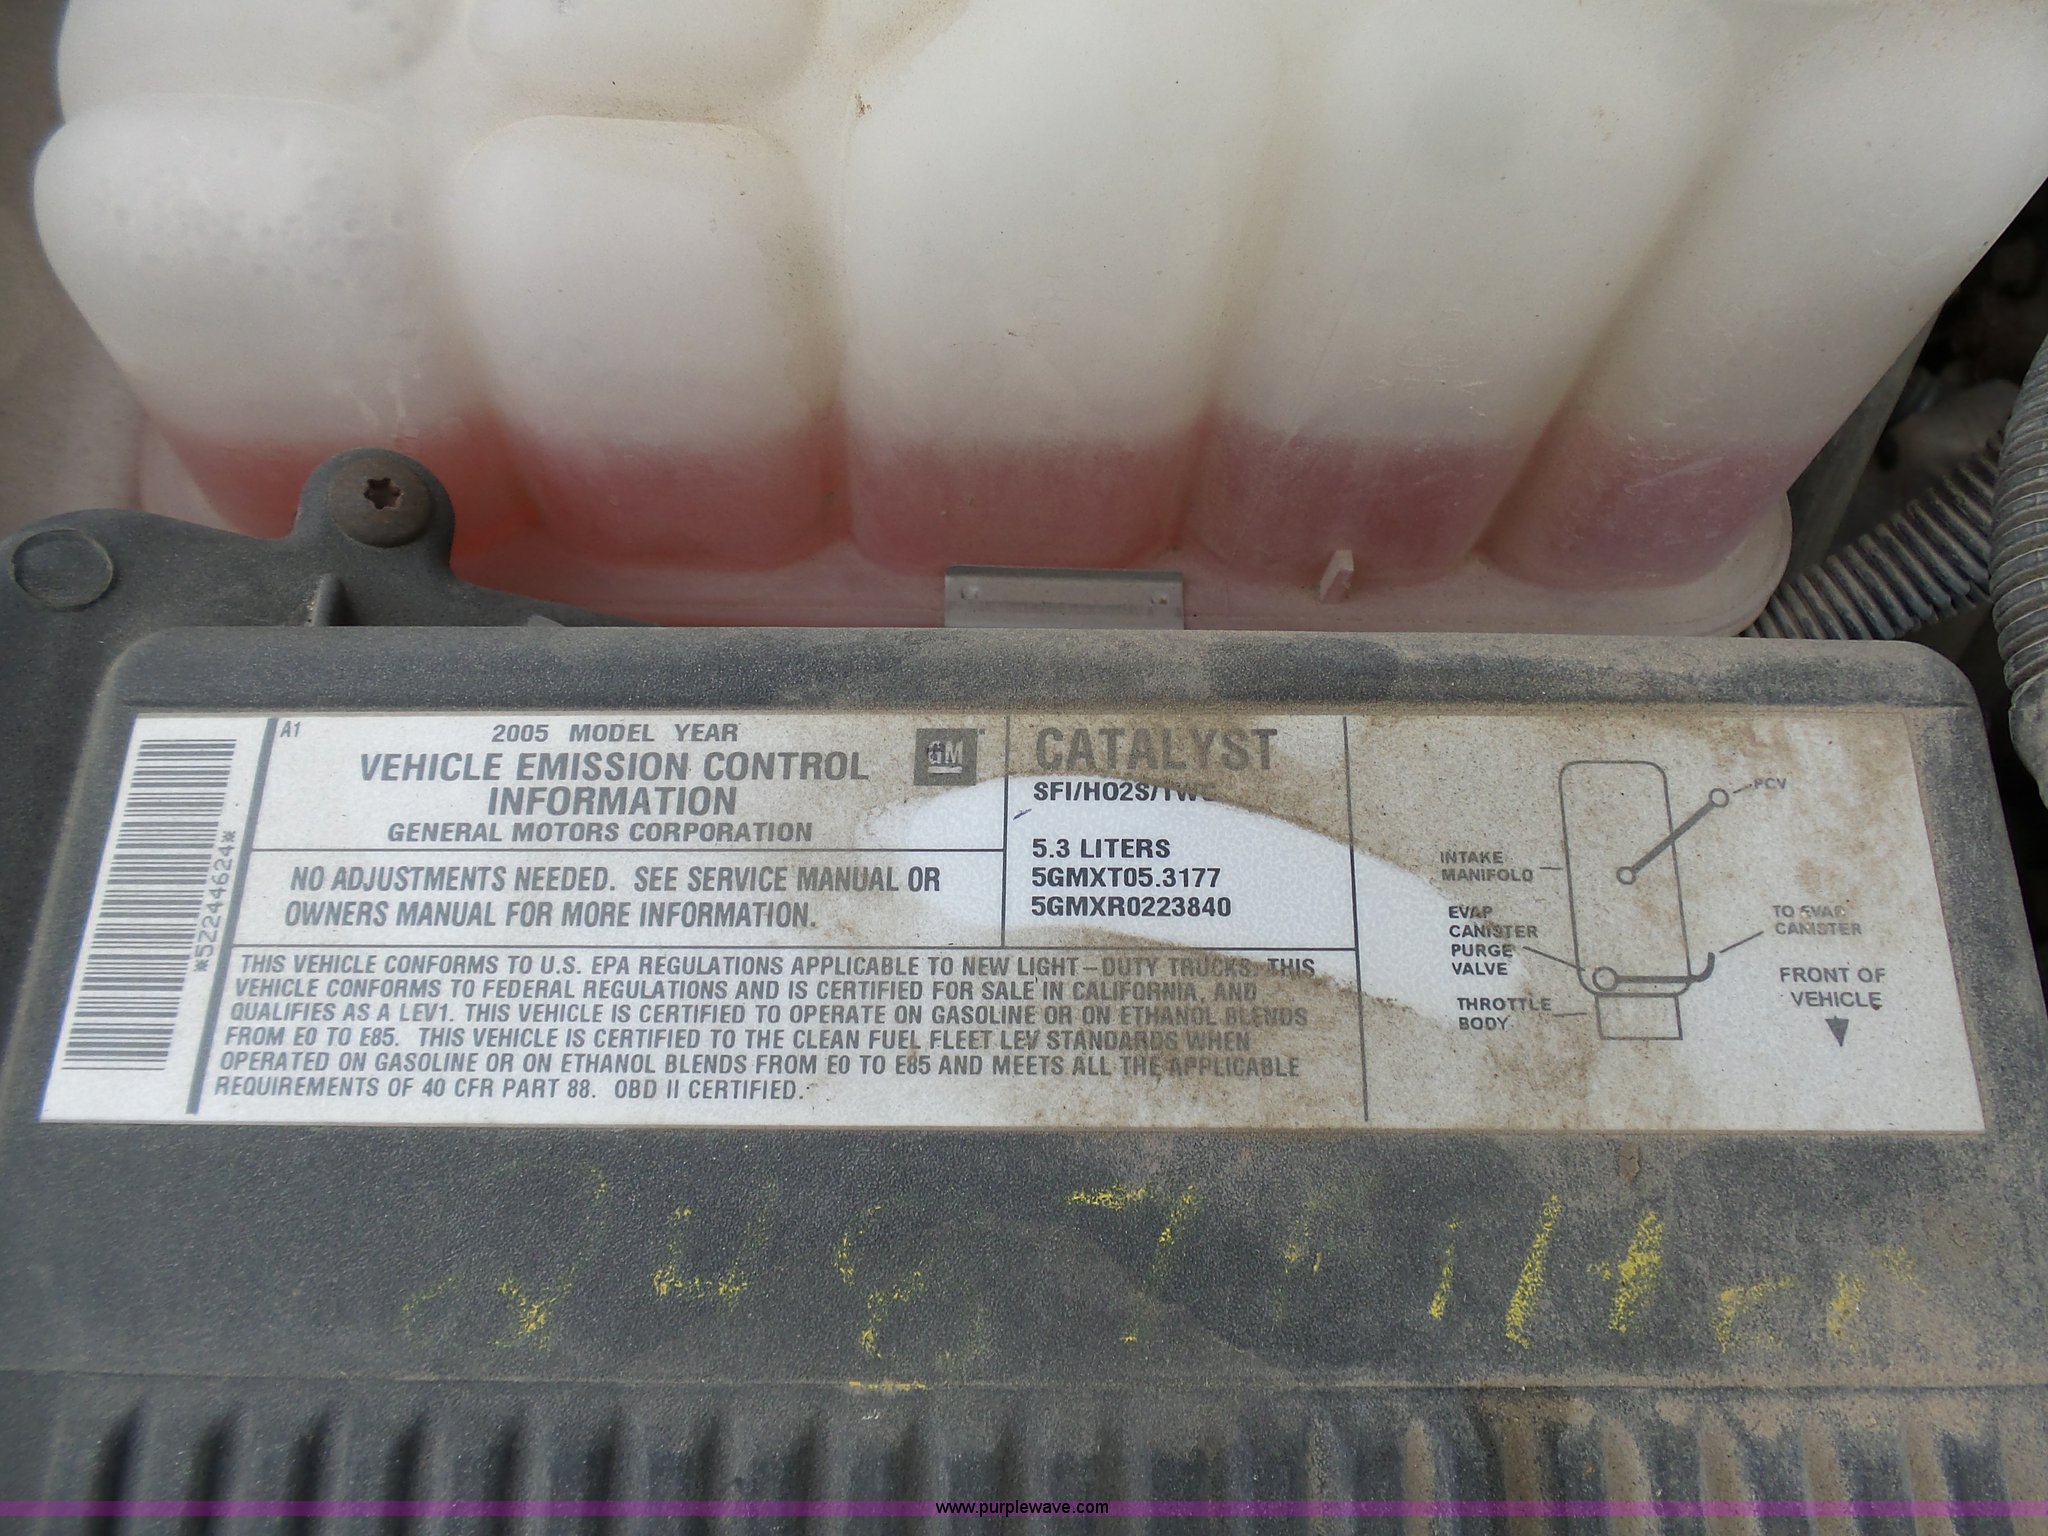 *52244624*
A1
2005 MODEL YEAR
VEHICLE EMISSION CONTROL
INFORMATION
GENERAL MOTORS CORPORATION
GM
NO ADJUSTMENTS NEEDED. SEE SERVICE MANUAL OR
OWNERS MANUAL FOR MORE INFORMATION.
CATALYST
SFI/HO2S/TWC
5.3 LITERS
5GMXT05.3177
5GMXR0223840
THIS VEHICLE CONFORMS TO U.S. EPA REGULATIONS APPLICABLE TO NEW LIGHT-DUTY TRUCKS. THIS
VEHICLE CONFORMS TO FEDERAL REGULATIONS AND IS CERTIFIED FOR SALE IN CALIFORNIA, AND
QUALIFIES AS A LEV1. THIS VEHICLE IS CERTIFIED TO OPERATE ON GASOLINE OR ON ETHANOL BLENDS
FROM E0 TO E85. THIS VEHICLE IS CERTIFIED TO THE CLEAN FUEL FLEET LEV STANDARDS WHEN
OPERATED ON GASOLINE OR ON ETHANOL BLENDS FROM E0 TO E85 AND MEETS ALL THE APPLICABLE
REQUIREMENTS OF 40 CFR PART 88. OBD II CERTIFIED.
PCV
INTAKE
MANIFOLD
EVAP
CANISTER
PURGE
VALVE
THROTTLE
BODY
TO EVAP
CANISTER
FRONT OF
VEHICLE
www.purplewave.com